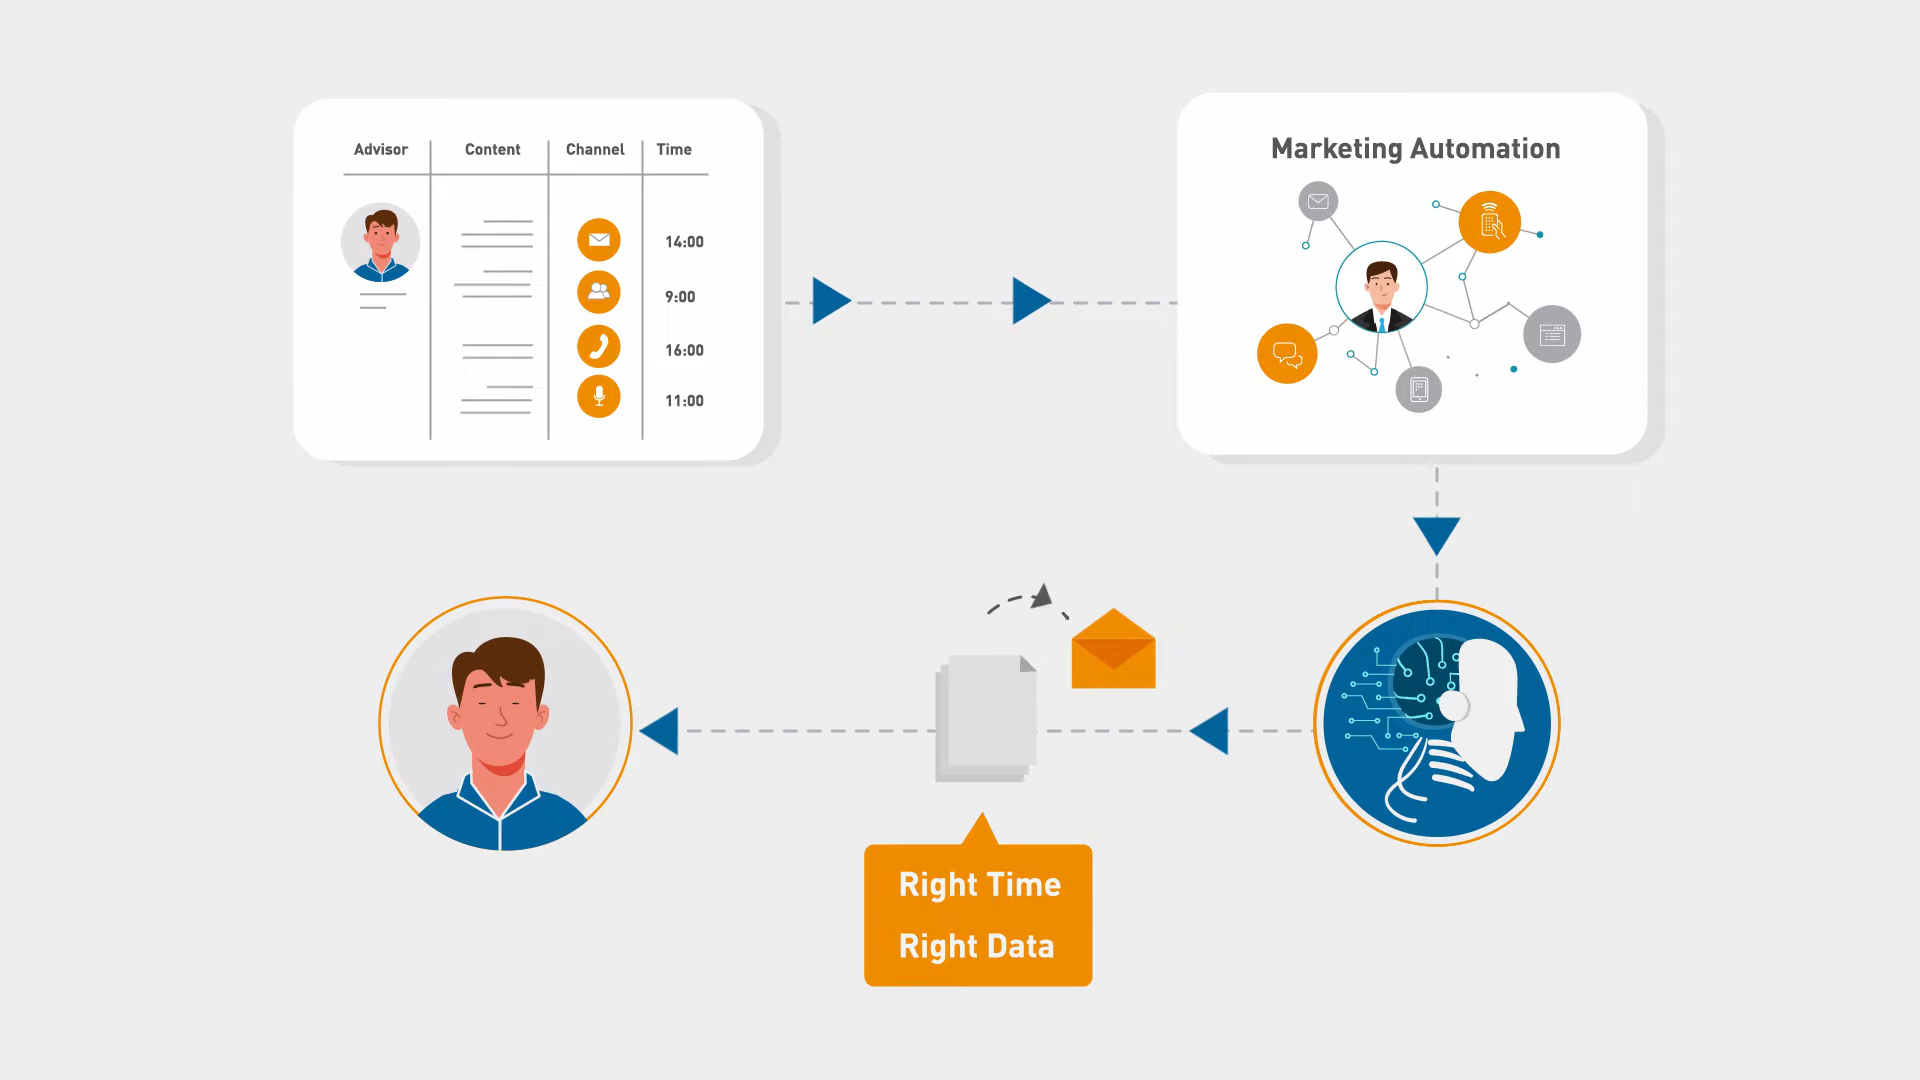 Advisor Content Channel Time
14:00
9:00
16:00
11:00
Marketing Automation
Right Time
Right Data